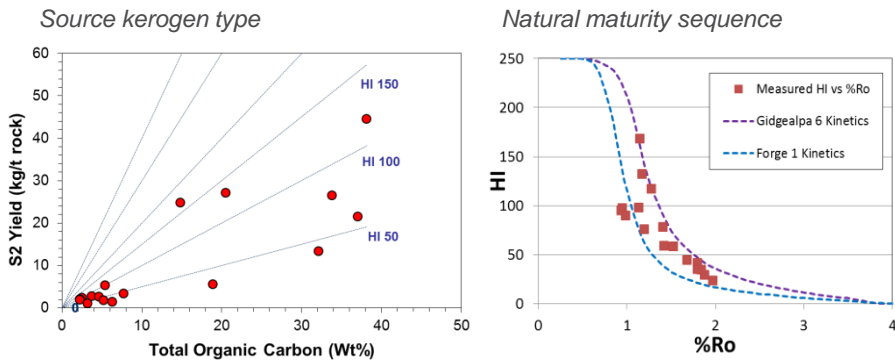 Source kerogen type
60
50
40
30
20
10
0
0
10
20
30
40
50
HI 150
HI 100
HI 50
S2 Yield (kg/t rock)
Total Organic Carbon (Wt%)
Natural maturity sequence
250
200
150
100
50
0
0
1
2
3
4
HI
%Ro
Measured HI vs %Ro
Gidgealpa 6 Kinetics
Forge 1 Kinetics